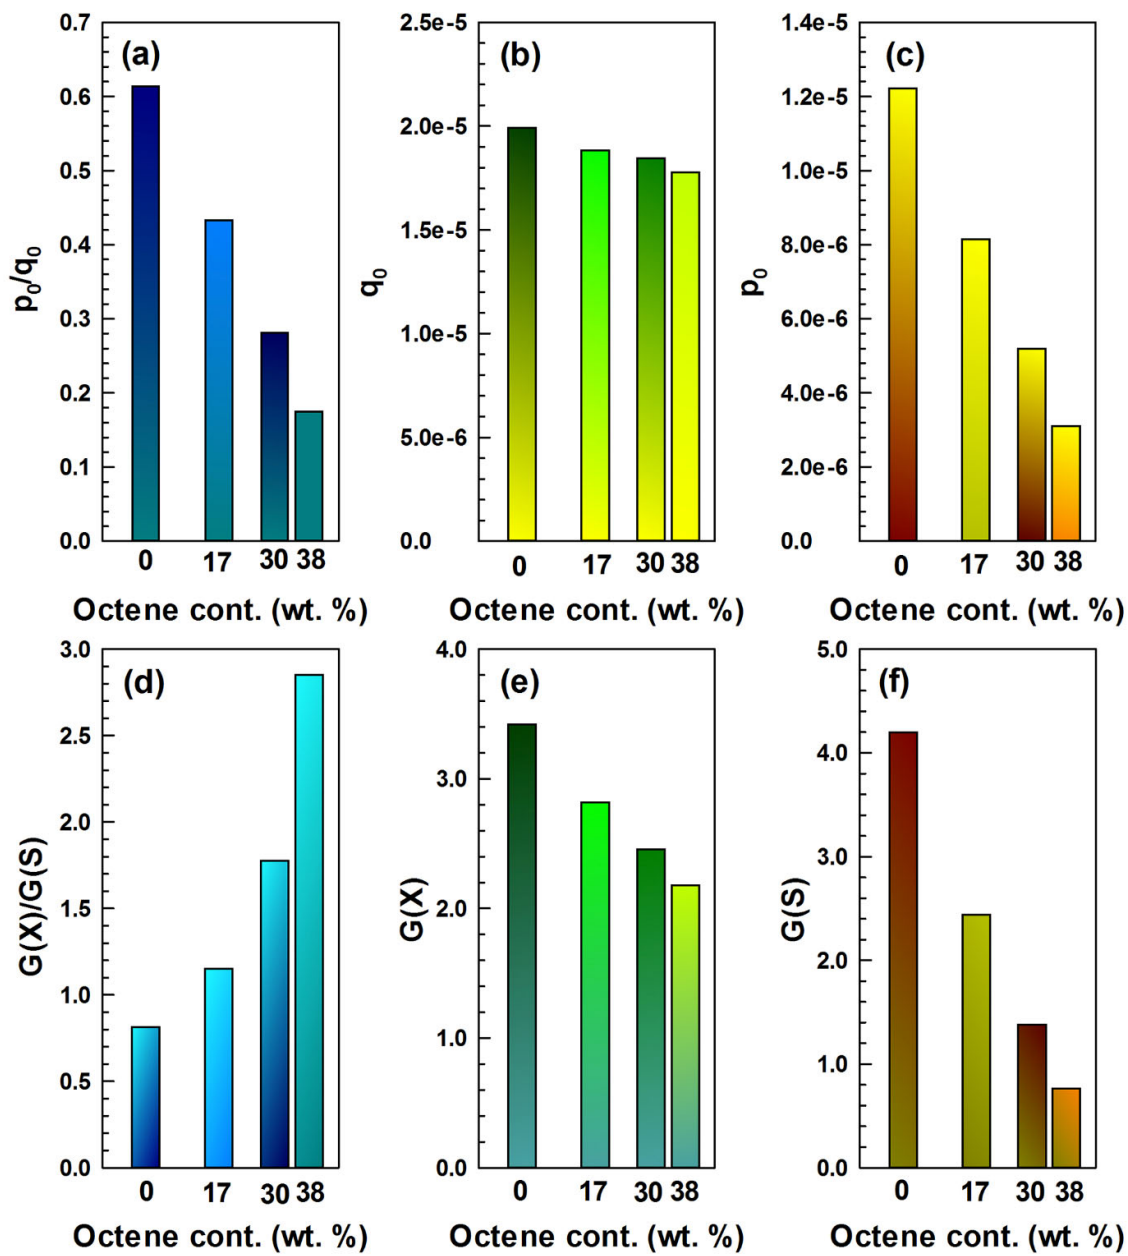 (a)
0.7
0.6
0.5
0.4
0.3
0.2
0.1
0.0
p₀/q₀
0 17 30 38
Octene cont. (wt. %)
(b)
2.5e-5
2.0e-5
1.5e-5
1.0e-5
5.0e-6
0.0
q₀
0 17 30 38
Octene cont. (wt. %)
(c)
1.4e-5
1.2e-5
1.0e-5
8.0e-6
6.0e-6
4.0e-6
2.0e-6
0.0
p₀
0 17 30 38
Octene cont. (wt. %)
(d)
3.0
2.5
2.0
1.5
1.0
0.5
0.0
G(X)/G(S)
0 17 30 38
Octene cont. (wt. %)
(e)
4.0
3.0
2.0
1.0
0.0
G(X)
0 17 30 38
Octene cont. (wt. %)
(f)
5.0
4.0
3.0
2.0
1.0
0.0
G(S)
0 17 30 38
Octene cont. (wt. %)